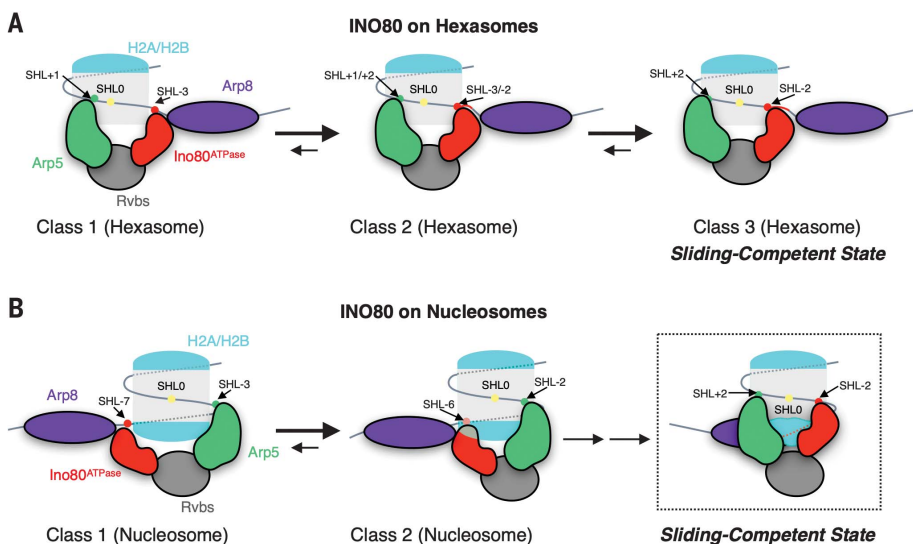 A
INO80 on Hexasomes
H2A/H2B
SHL+1
SHL0
SHL-3
Arp8
Arp5
Ino80ATPase
Rvbs
Class 1 (Hexasome)
SHL+1/+2
SHL0
SHL-3/-2
Class 2 (Hexasome)
SHL+2
SHL0
SHL-2
Class 3 (Hexasome)
Sliding-Competent State
B
INO80 on Nucleosomes
H2A/H2B
Arp8
SHL-7
SHL0
SHL-3
Arp5
Ino80ATPase
Rvbs
Class 1 (Nucleosome)
SHL-6
SHL0
SHL-2
Class 2 (Nucleosome)
SHL+2
SHL0
SHL-2
Sliding-Competent State